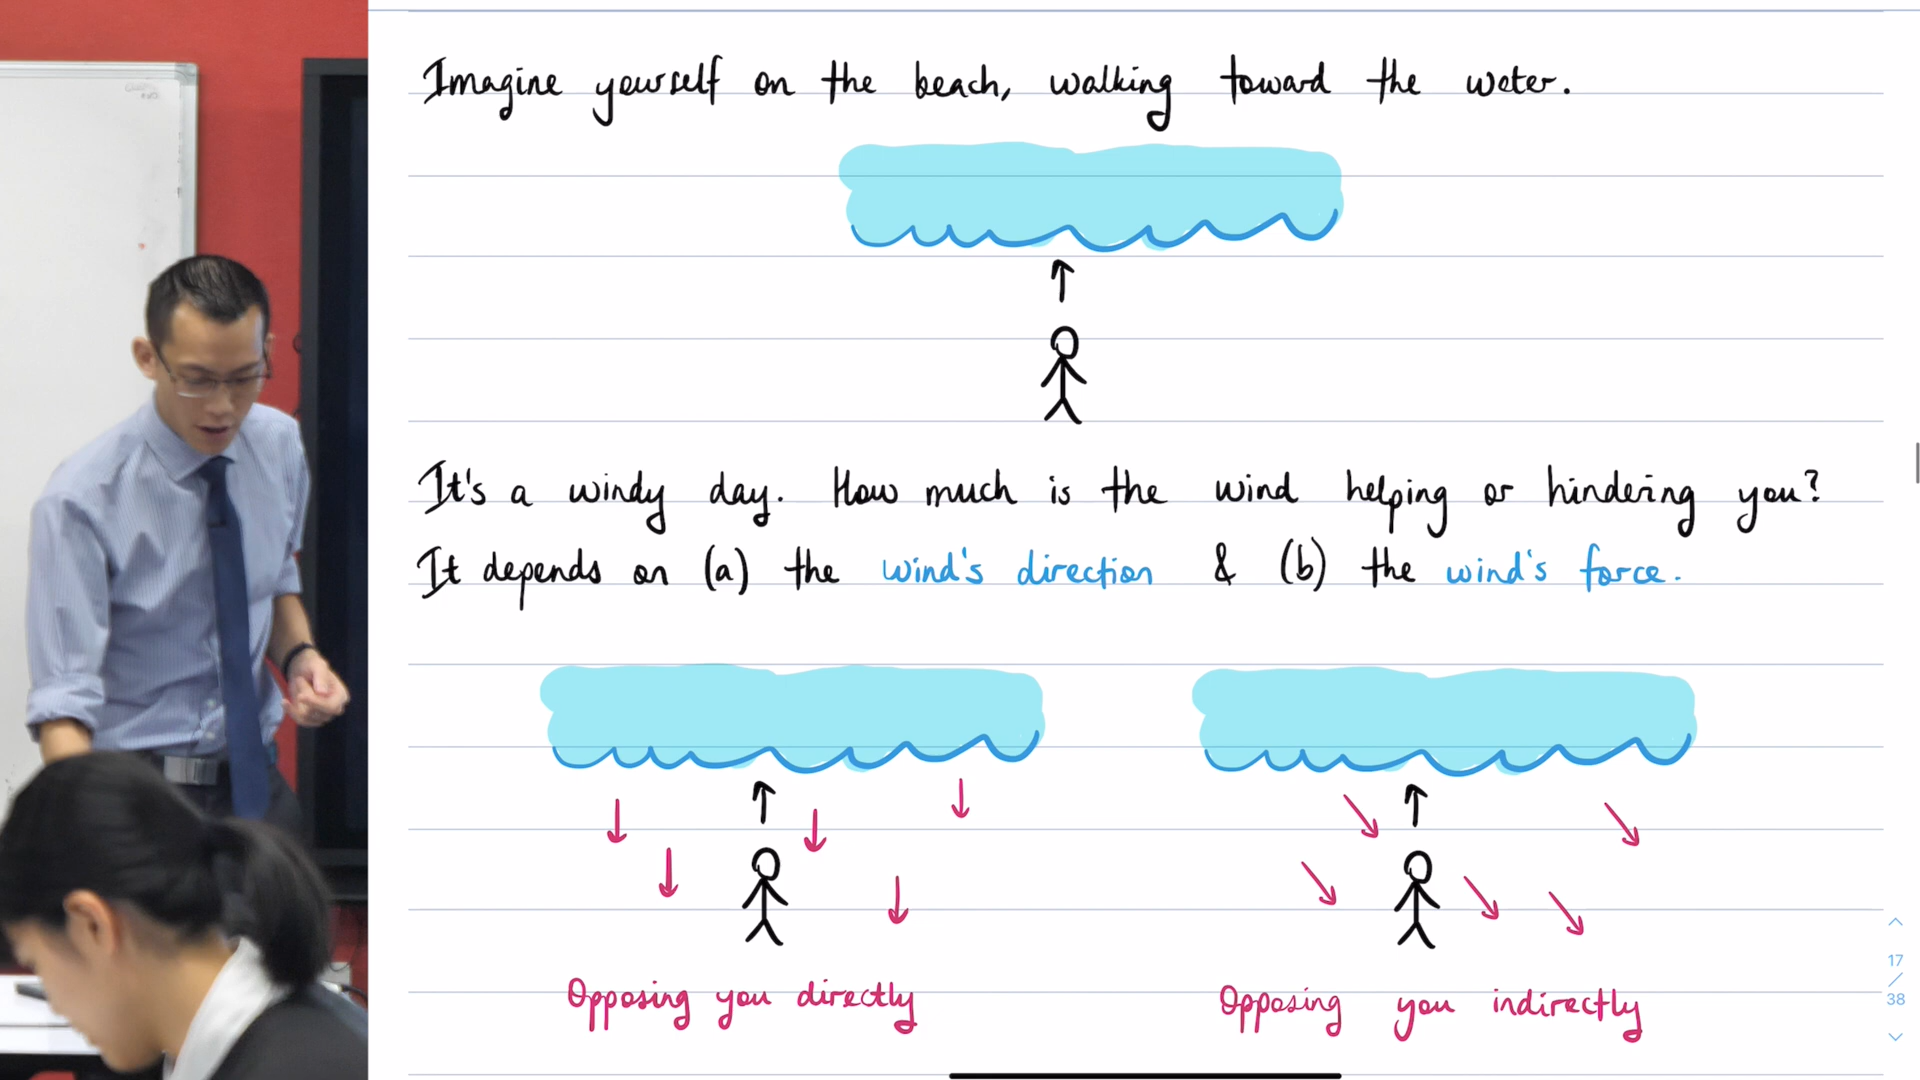 Imagine yourself on the beach, walking toward the water.
It's a windy day. How much is the wind helping or hindering you?
It depends on (a) the wind's direction & (b) the wind's force.
Opposing you directly
Opposing you indirectly
17
/
38